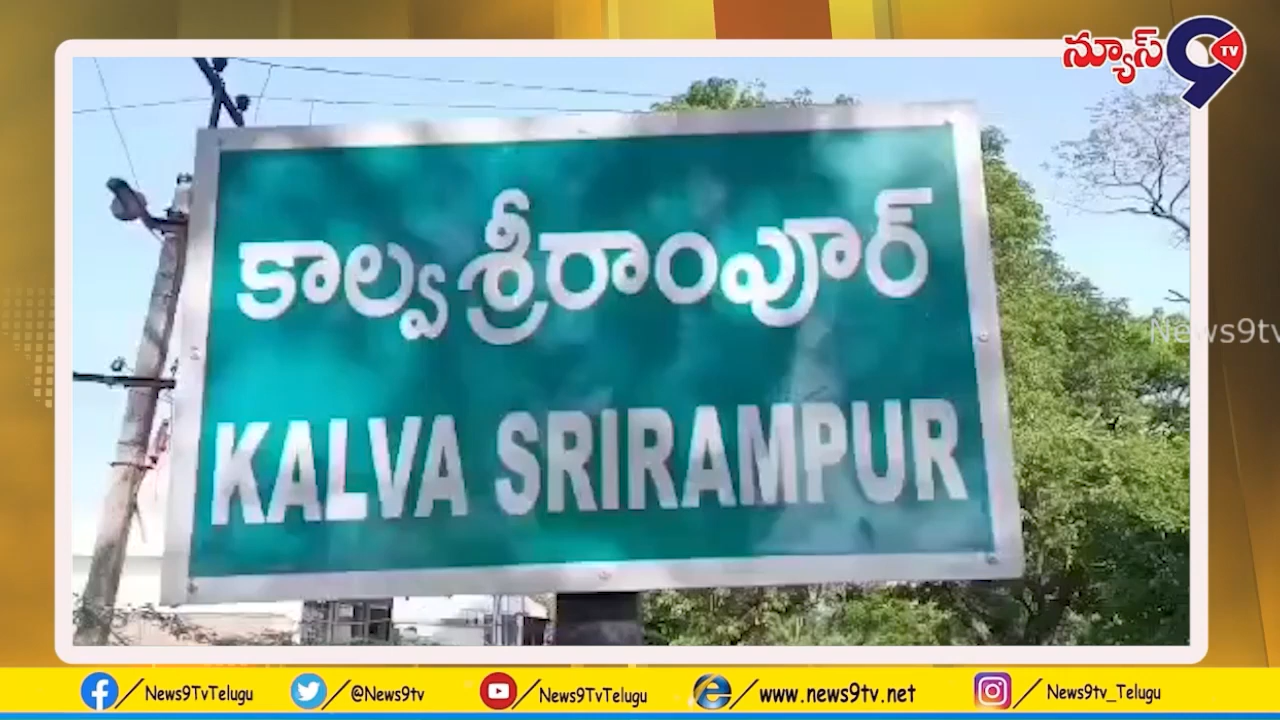 న్యూస్ 9 TV
కాల్వ శ్రీరాంపూర్
News9tv
KALVA SRIRAMPUR
/News9TvTelugu /@News9tv /News9TvTelugu /www.news9tv.net /News9tv_Telugu